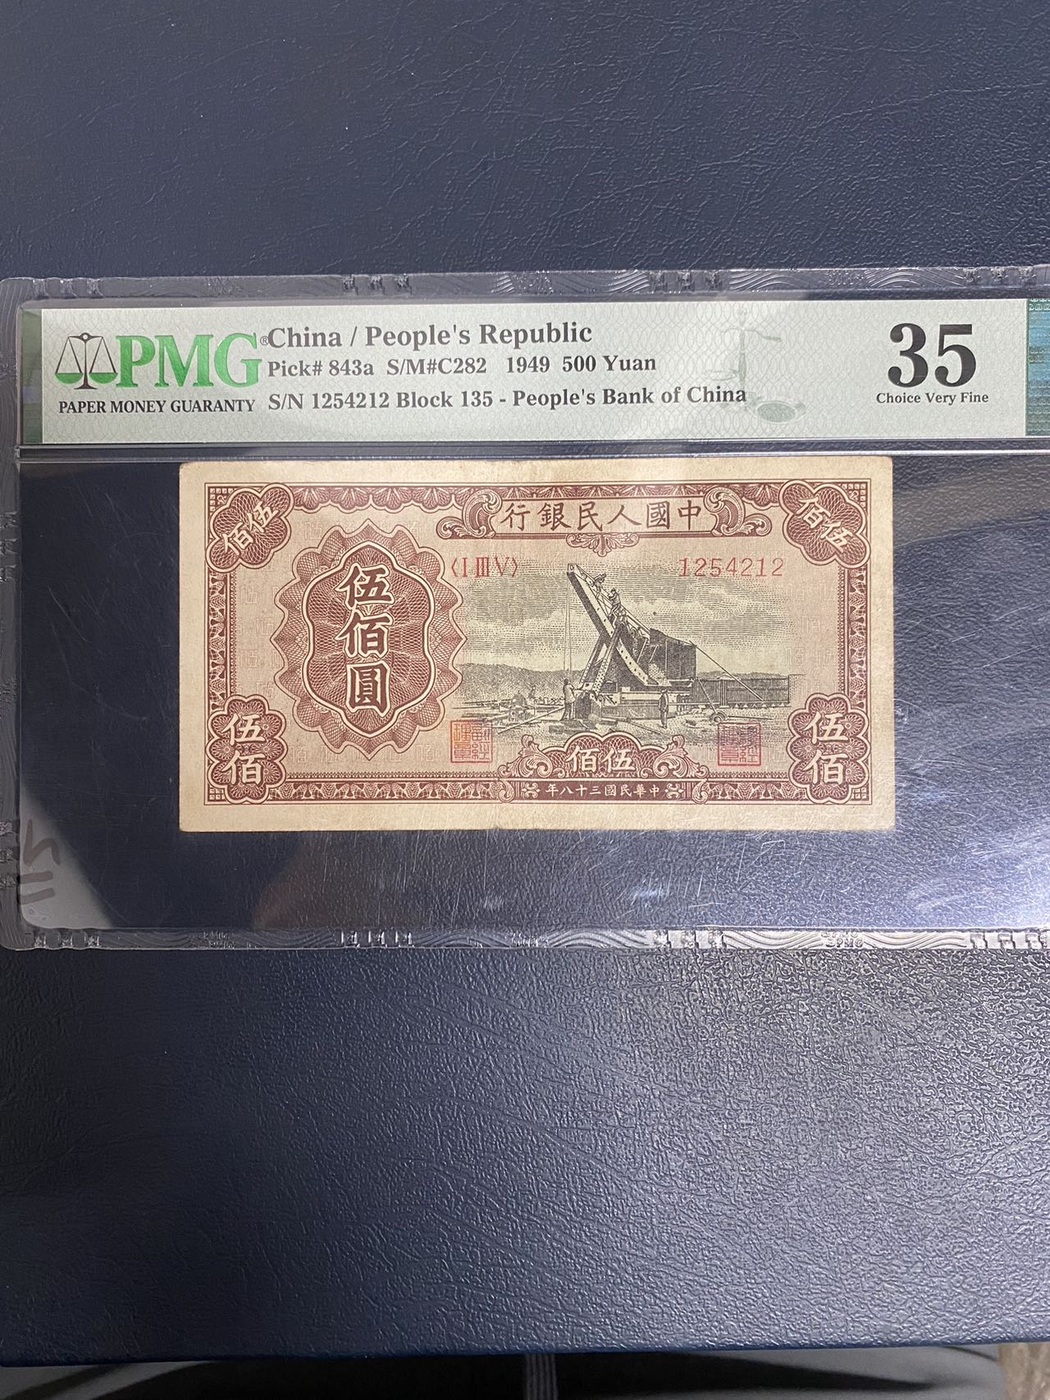 PMG®
PAPER MONEY GUARANTY
China / People's Republic
Pick# 843a S/M#C282 1949 500 Yuan
S/N 1254212 Block 135 - People's Bank of China
35
Choice Very Fine
伍佰
行銀民人國中
伍佰
〈I III V〉
1254212
伍佰圓
伍佰
佰伍
伍佰
年八十三國民華中
PMG